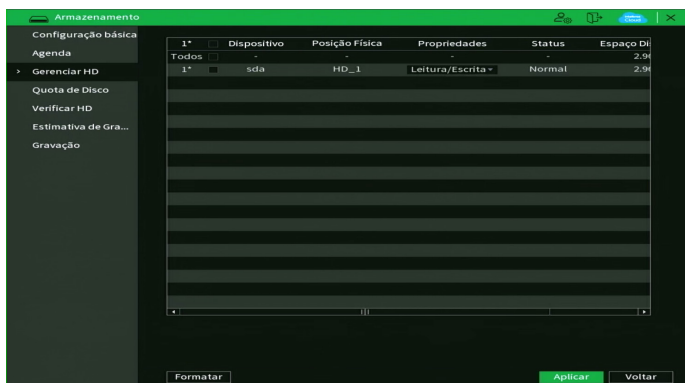 Armazenamento
Configuração básica
Agenda
Gerenciar HD
Quota de Disco
Verificar HD
Estimativa de Gra...
Gravação
1* Dispositivo Posição Física Propriedades Status Espaço Di
Todos - - - - 2.9
1* sda HD_1 Leitura/Escrita Normal 2.9
Formatar Aplicar Voltar